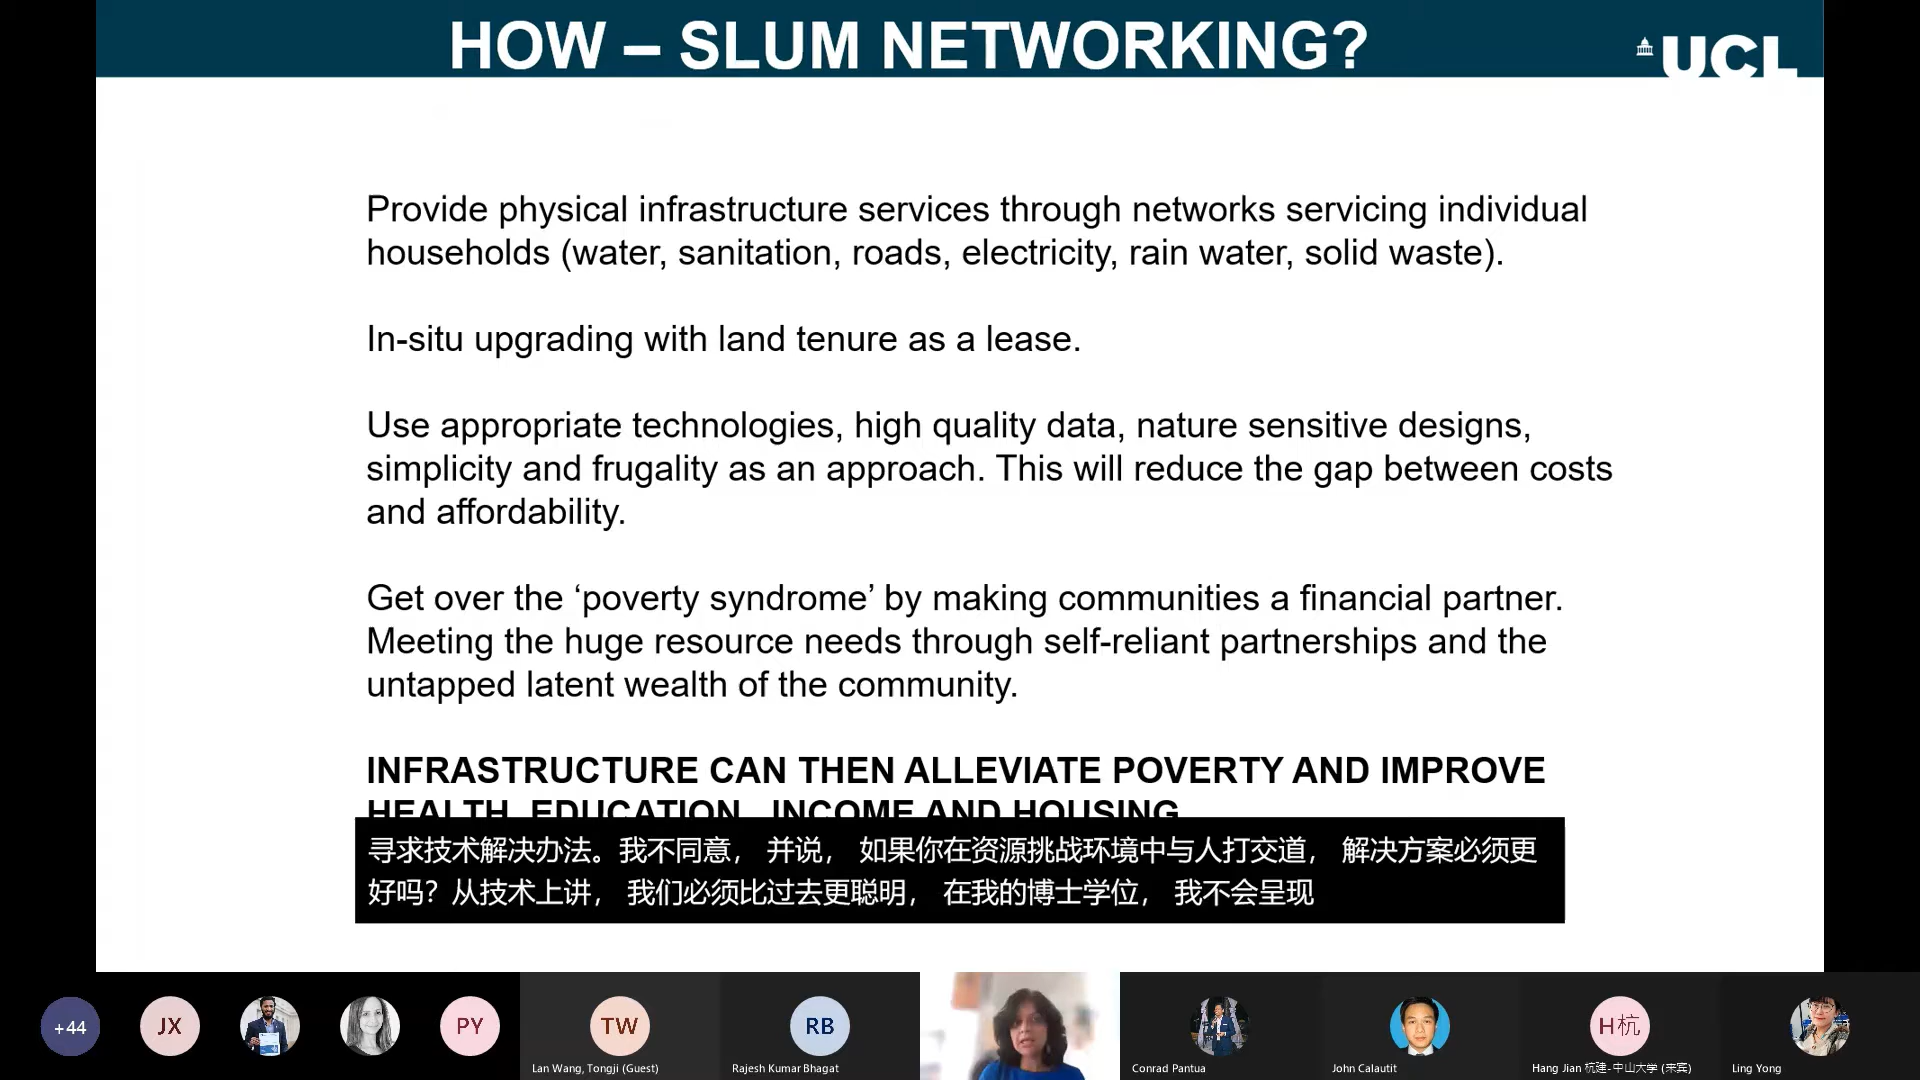 HOW – SLUM NETWORKING?
UCL
Provide physical infrastructure services through networks servicing individual
households (water, sanitation, roads, electricity, rain water, solid waste).
In-situ upgrading with land tenure as a lease.
Use appropriate technologies, high quality data, nature sensitive designs,
simplicity and frugality as an approach. This will reduce the gap between costs
and affordability.
Get over the ‘poverty syndrome’ by making communities a financial partner.
Meeting the huge resource needs through self-reliant partnerships and the
untapped latent wealth of the community.
INFRASTRUCTURE CAN THEN ALLEVIATE POVERTY AND IMPROVE
HEALTH, EDUCATION, INCOME AND HOUSING
寻求技术解决办法。我不同意， 并说， 如果你在资源挑战环境中与人打交道， 解决方案必须更
好吗？从技术上讲， 我们必须比过去更聪明， 在我的博士学位， 我不会呈现
+44
JX
PY
TW
RB
H杭
Lan Wang, Tongji (Guest)
Rajesh Kumar Bhagat
Conrad Pantua
John Calautit
Hang Jian 杭建-中山大学 (来宾)
Ling Yong